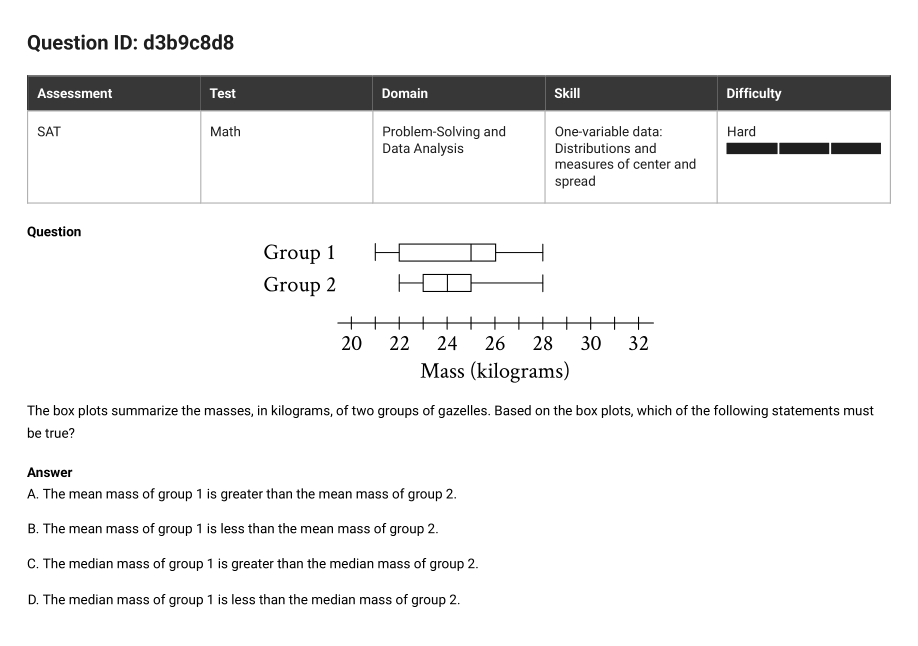 Question ID: d3b9c8d8
Assessment Test Domain Skill Difficulty
SAT Math Problem-Solving and Data Analysis One-variable data: Distributions and measures of center and spread Hard
Question
Group 1
Group 2
20 22 24 26 28 30 32
Mass (kilograms)
The box plots summarize the masses, in kilograms, of two groups of gazelles. Based on the box plots, which of the following statements must
be true?
Answer
A. The mean mass of group 1 is greater than the mean mass of group 2.
B. The mean mass of group 1 is less than the mean mass of group 2.
C. The median mass of group 1 is greater than the median mass of group 2.
D. The median mass of group 1 is less than the median mass of group 2.